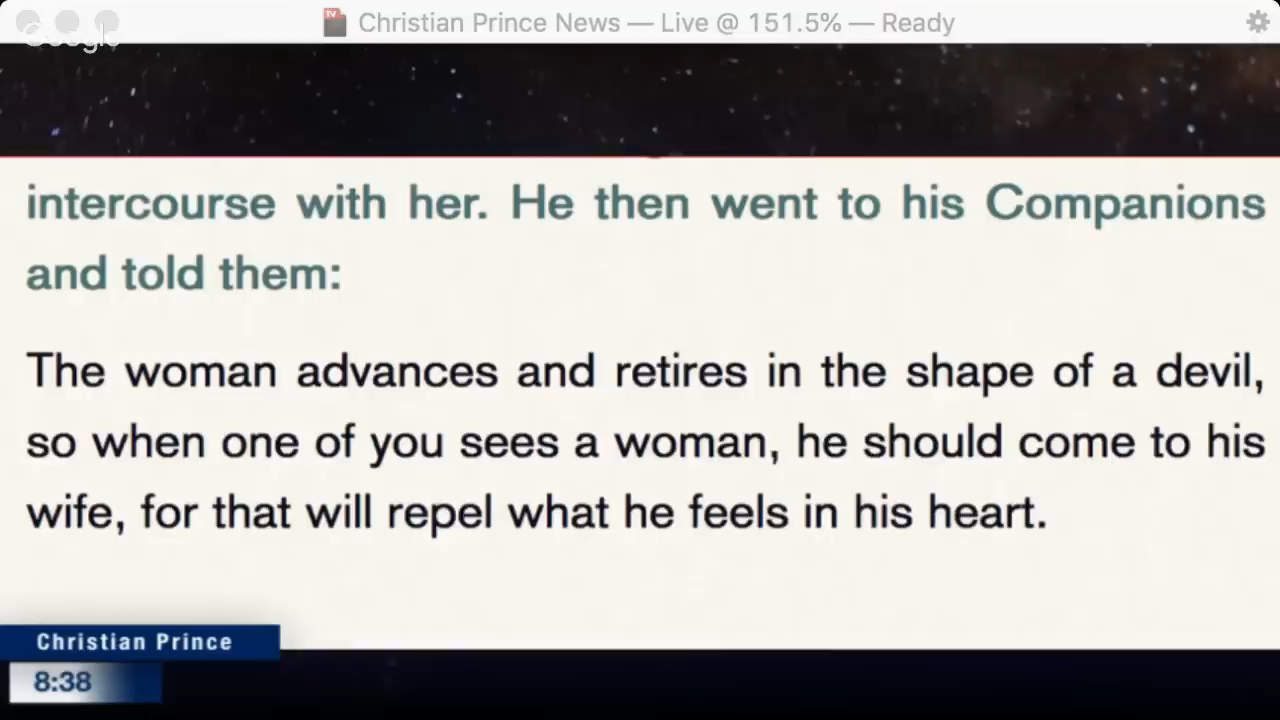 Christian Prince News — Live @ 151.5% — Ready
Google
intercourse with her. He then went to his Companions
and told them:
The woman advances and retires in the shape of a devil,
so when one of you sees a woman, he should come to his
wife, for that will repel what he feels in his heart.
Christian Prince
8:38